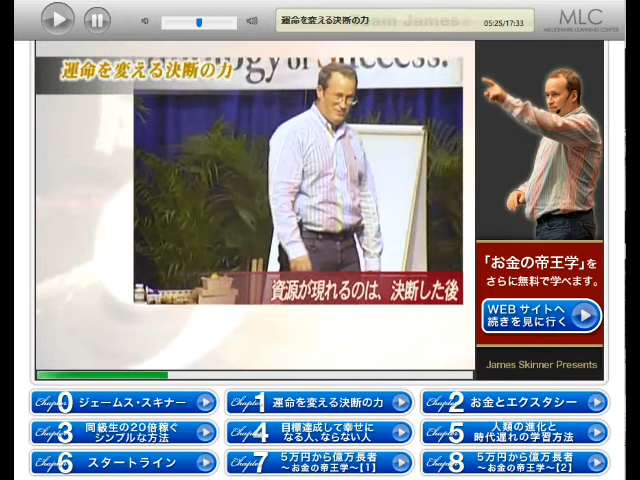 運命を変える決断の力
05:25/17:33
MLC
MILLIONAIRE LEARNING CENTER
運命を変える決断の力
Success.
資源が現れるのは、決断した後
「お金の帝王学」を
さらに無料で学べます。
WEBサイトへ
続きを見に行く
James Skinner Presents
Chapter 0 ジェームス・スキナー
Chapter 1 運命を変える決断の力
Chapter 2 お金とエクスタシー
Chapter 3 同級生の20倍稼ぐ
シンプルな方法
Chapter 4 目標達成して幸せに
なる人、ならない人
Chapter 5 人類の進化と
時代遅れの学習方法
Chapter 6 スタートライン
Chapter 7 5万円から億万長者
～お金の帝王学～【1】
Chapter 8 5万円から億万長者
～お金の帝王学～【2】